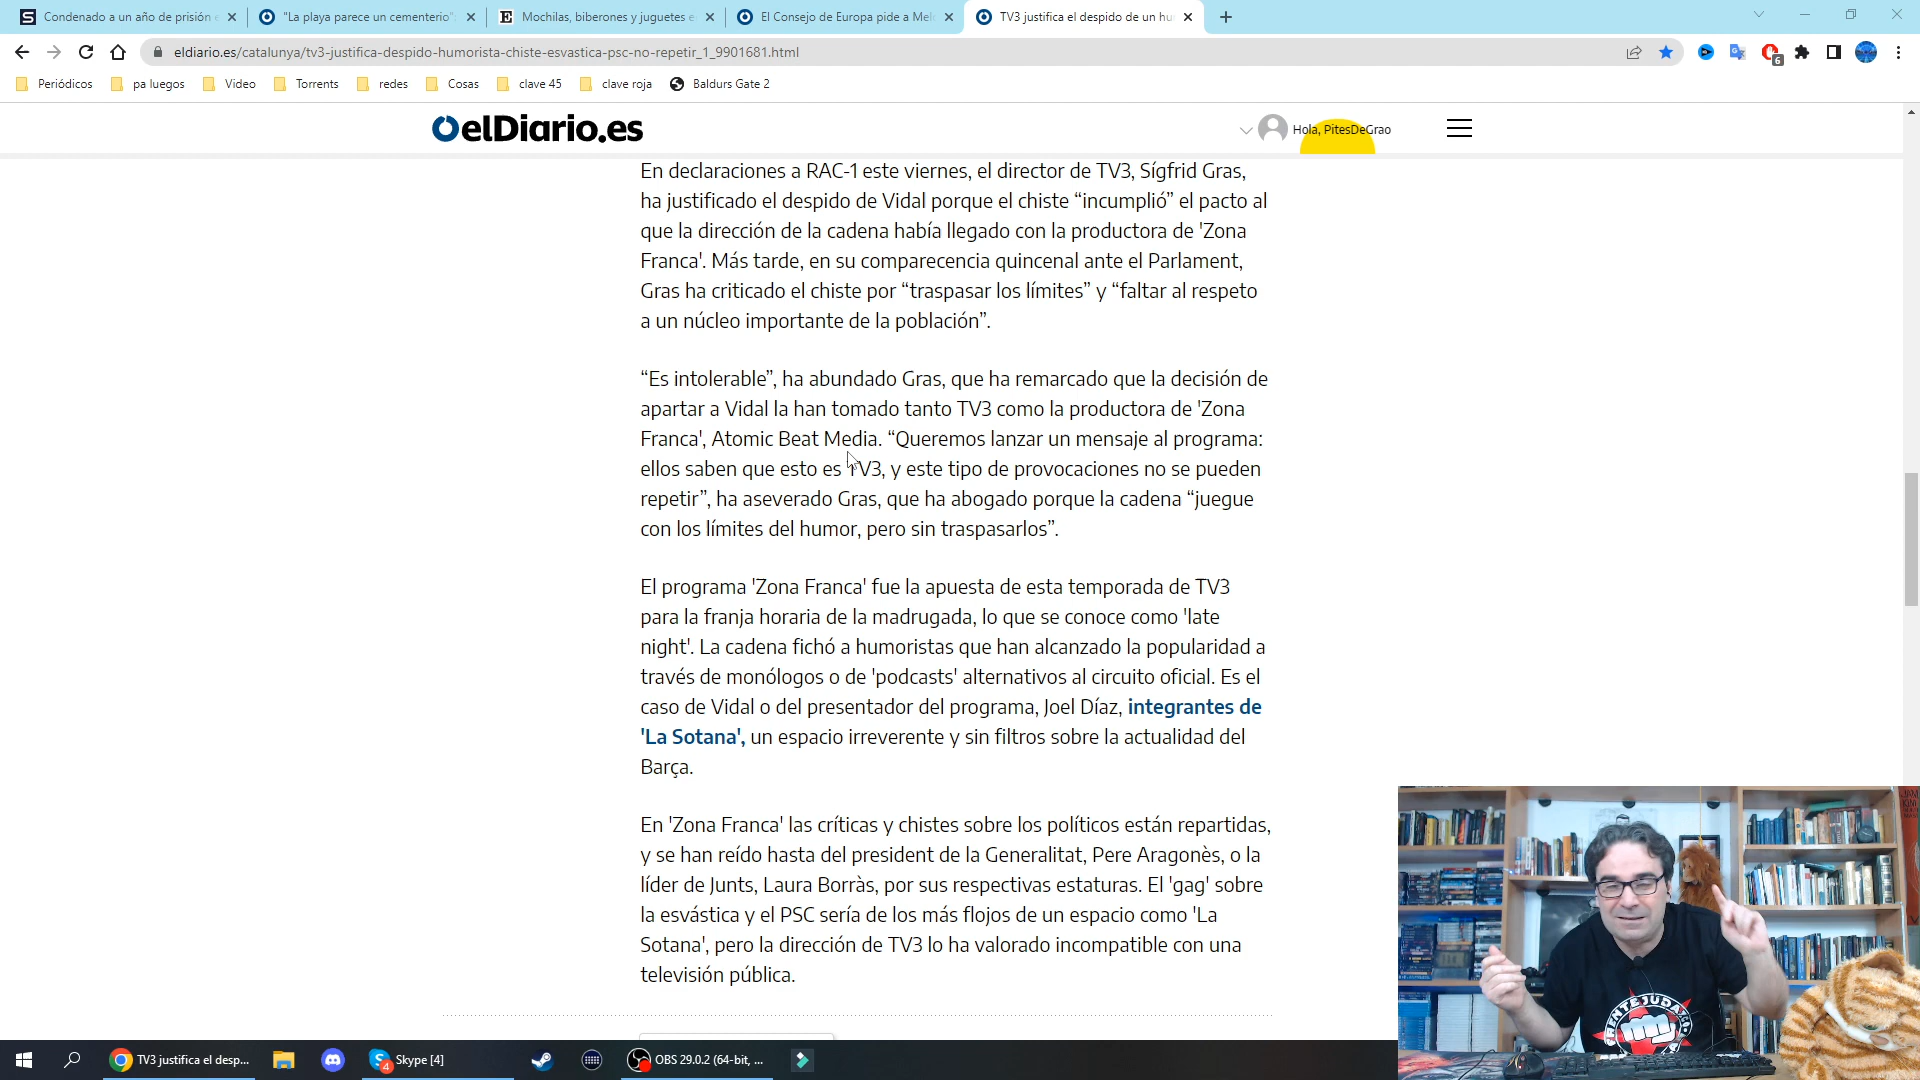 Condenado a un año de prisión e
"La playa parece un cementerio":
Mochilas, biberones y juguetes e
El Consejo de Europa pide a Mel
TV3 justifica el despido de un hu
eldiario.es/catalunya/tv3-justifica-despido-humorista-chiste-esvastica-psc-no-repetir_1_9901681.html
6
Periódicos
pa luegos
Video
Torrents
redes
Cosas
clave 45
clave roja
Baldurs Gate 2
elDiario.es
Hola, PitesDeGrao
En declaraciones a RAC-1 este viernes, el director de TV3, Sígfrid Gras,
ha justificado el despido de Vidal porque el chiste “incumplió” el pacto al
que la dirección de la cadena había llegado con la productora de 'Zona
Franca'. Más tarde, en su comparecencia quincenal ante el Parlament,
Gras ha criticado el chiste por “traspasar los límites” y “faltar al respeto
a un núcleo importante de la población”.
“Es intolerable”, ha abundado Gras, que ha remarcado que la decisión de
apartar a Vidal la han tomado tanto TV3 como la productora de 'Zona
Franca', Atomic Beat Media. “Queremos lanzar un mensaje al programa:
ellos saben que esto es TV3, y este tipo de provocaciones no se pueden
repetir”, ha aseverado Gras, que ha abogado porque la cadena “juegue
con los límites del humor, pero sin traspasarlos”.
El programa 'Zona Franca' fue la apuesta de esta temporada de TV3
para la franja horaria de la madrugada, lo que se conoce como 'late
night'. La cadena fichó a humoristas que han alcanzado la popularidad a
través de monólogos o de 'podcasts' alternativos al circuito oficial. Es el
caso de Vidal o del presentador del programa, Joel Díaz, integrantes de
'La Sotana', un espacio irreverente y sin filtros sobre la actualidad del
Barça.
En 'Zona Franca' las críticas y chistes sobre los políticos están repartidas,
y se han reído hasta del president de la Generalitat, Pere Aragonès, o la
líder de Junts, Laura Borràs, por sus respectivas estaturas. El 'gag' sobre
la esvástica y el PSC sería de los más flojos de un espacio como 'La
Sotana', pero la dirección de TV3 lo ha valorado incompatible con una
televisión pública.
TV3 justifica el desp...
4
Skype [4]
OBS 29.0.2 (64-bit, ...